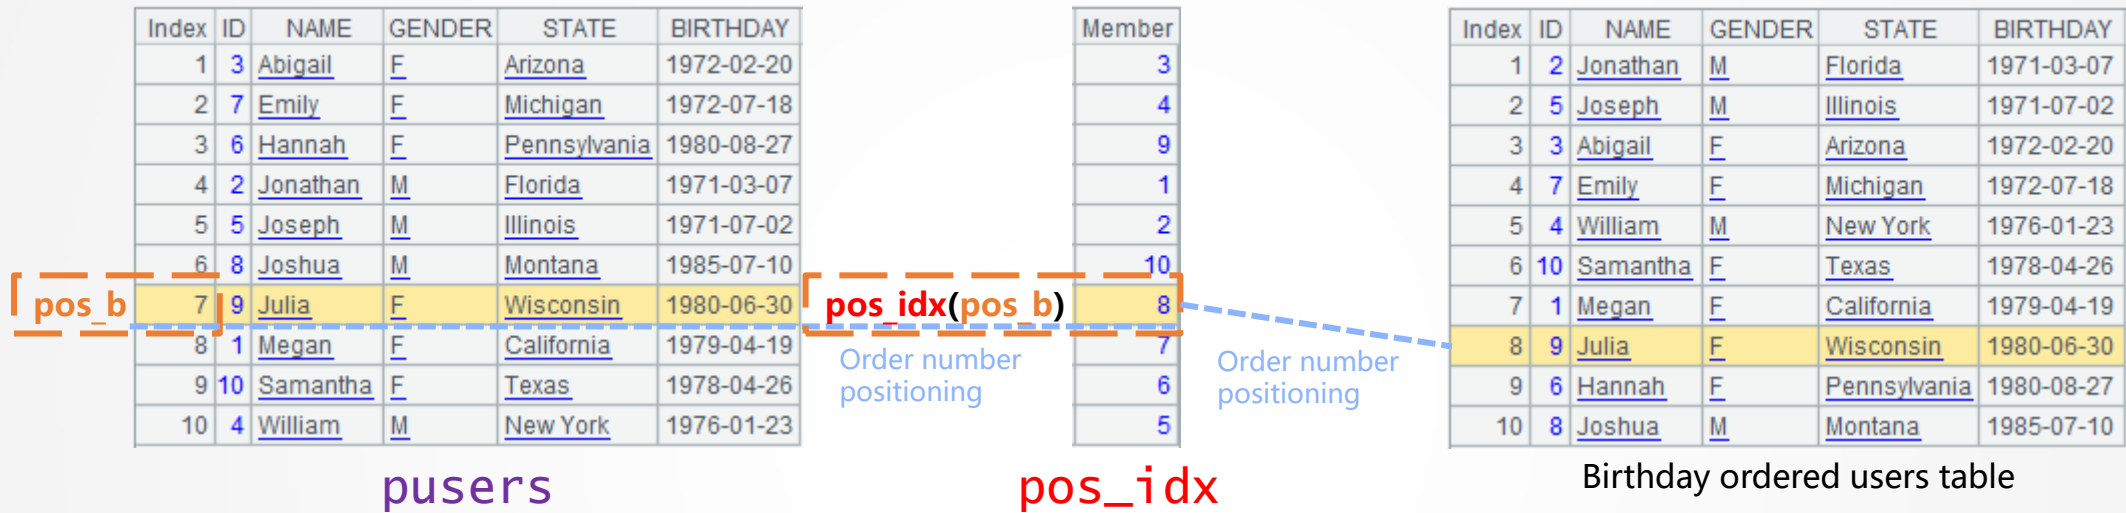 Index ID NAME GENDER STATE BIRTHDAY
1 3 Abigail F Arizona 1972-02-20
2 7 Emily F Michigan 1972-07-18
3 6 Hannah F Pennsylvania 1980-08-27
4 2 Jonathan M Florida 1971-03-07
5 5 Joseph M Illinois 1971-07-02
6 8 Joshua M Montana 1985-07-10
pos_b 7 9 Julia F Wisconsin 1980-06-30
8 1 Megan F California 1979-04-19
9 10 Samantha F Texas 1978-04-26
10 4 William M New York 1976-01-23
pusers
Member
3
4
9
1
2
10
pos_idx(pos_b) 8
7
6
5
Order number
positioning
pos_idx
Order number
positioning
Index ID NAME GENDER STATE BIRTHDAY
1 2 Jonathan M Florida 1971-03-07
2 5 Joseph M Illinois 1971-07-02
3 3 Abigail F Arizona 1972-02-20
4 7 Emily F Michigan 1972-07-18
5 4 William M New York 1976-01-23
6 10 Samantha F Texas 1978-04-26
7 1 Megan F California 1979-04-19
8 9 Julia F Wisconsin 1980-06-30
9 6 Hannah F Pennsylvania 1980-08-27
10 8 Joshua M Montana 1985-07-10
Birthday ordered users table